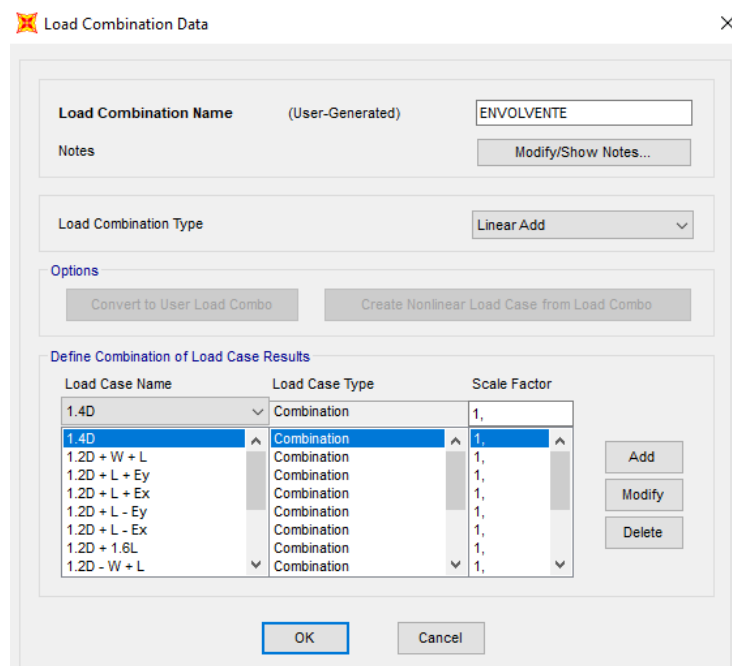 Load Combination Data
Load Combination Name (User-Generated) ENVOLVENTE
Notes Modify/Show Notes...
Load Combination Type Linear Add
Options
Convert to User Load Combo Create Nonlinear Load Case from Load Combo
Define Combination of Load Case Results
Load Case Name Load Case Type Scale Factor
1.4D Combination 1,
1.4D Combination 1,
1.2D + W + L Combination 1,
1.2D + L + Ey Combination 1,
1.2D + L + Ex Combination 1,
1.2D + L - Ey Combination 1,
1.2D + L - Ex Combination 1,
1.2D + 1.6L Combination 1,
1.2D - W + L Combination 1,
Add
Modify
Delete
OK Cancel